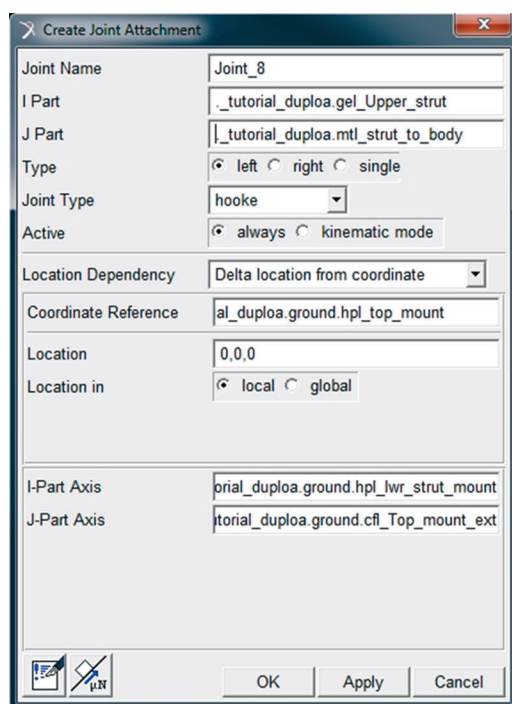 Create Joint Attachment
Joint Name Joint_8
I Part ._tutorial_duploa.gel_Upper_strut
J Part ._tutorial_duploa.mtl_strut_to_body
Type left right single
Joint Type hooke
Active always kinematic mode
Location Dependency Delta location from coordinate
Coordinate Reference al_duploa.ground.hpl_top_mount
Location 0,0,0
Location in local global
I-Part Axis orial_duploa.ground.hpl_lwr_strut_mount
J-Part Axis itorial_duploa.ground.cfl_Top_mount_ext
μN OK Apply Cancel